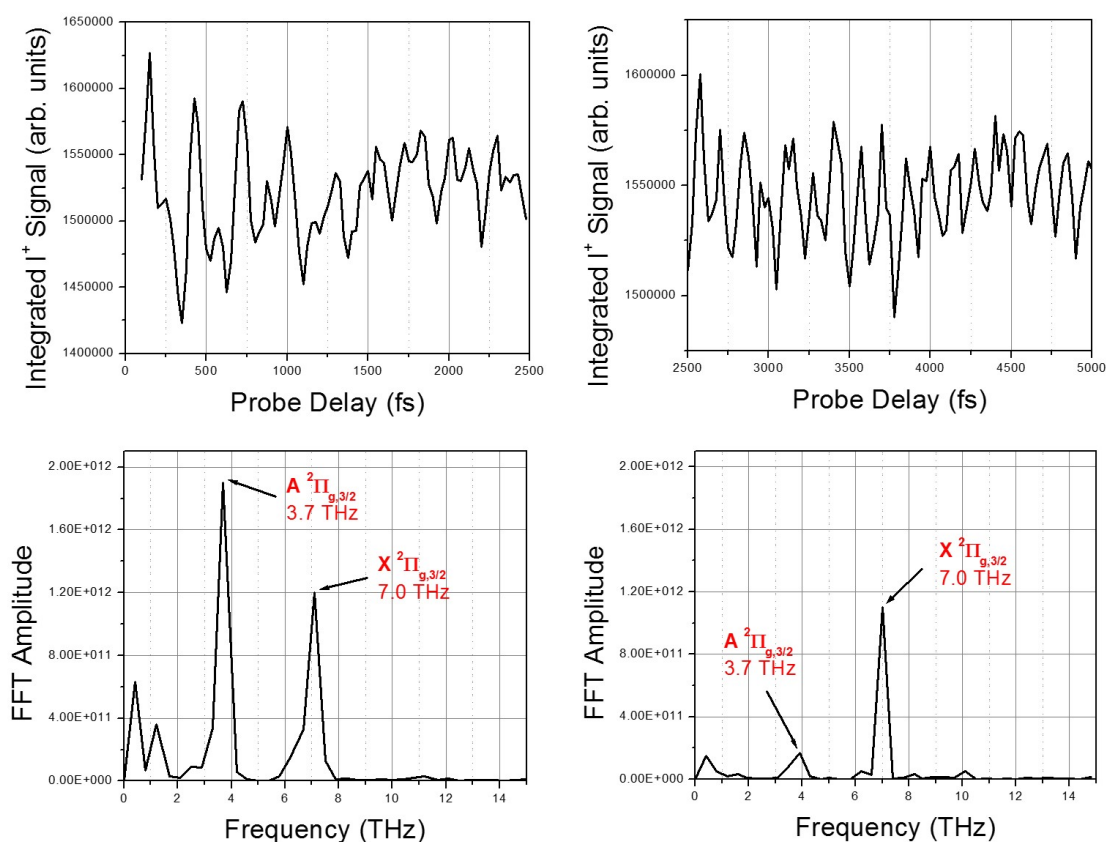 Integrated I⁺ Signal (arb. units)
1650000
1600000
1550000
1500000
1450000
1400000
0 500 1000 1500 2000 2500
Probe Delay (fs)
Integrated I⁺ Signal (arb. units)
1600000
1550000
1500000
2500 3000 3500 4000 4500 5000
Probe Delay (fs)
FFT Amplitude
2.00E+012
1.60E+012
1.20E+012
8.00E+011
4.00E+011
0.00E+000
A ²Πg,3/2
3.7 THz
X ²Πg,3/2
7.0 THz
0 2 4 6 8 10 12 14
Frequency (THz)
FFT Amplitude
2.00E+012
1.60E+012
1.20E+012
8.00E+011
4.00E+011
0.00E+000
X ²Πg,3/2
7.0 THz
A ²Πg,3/2
3.7 THz
0 2 4 6 8 10 12 14
Frequency (THz)